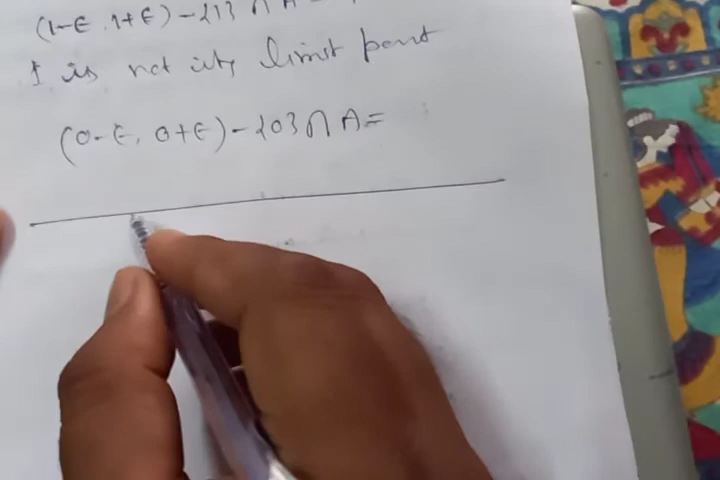 (1-ϵ, 1+ϵ) - {1} ∩ A =
1 is not its limit point
(0-ϵ, 0+ϵ) - {0} ∩ A =